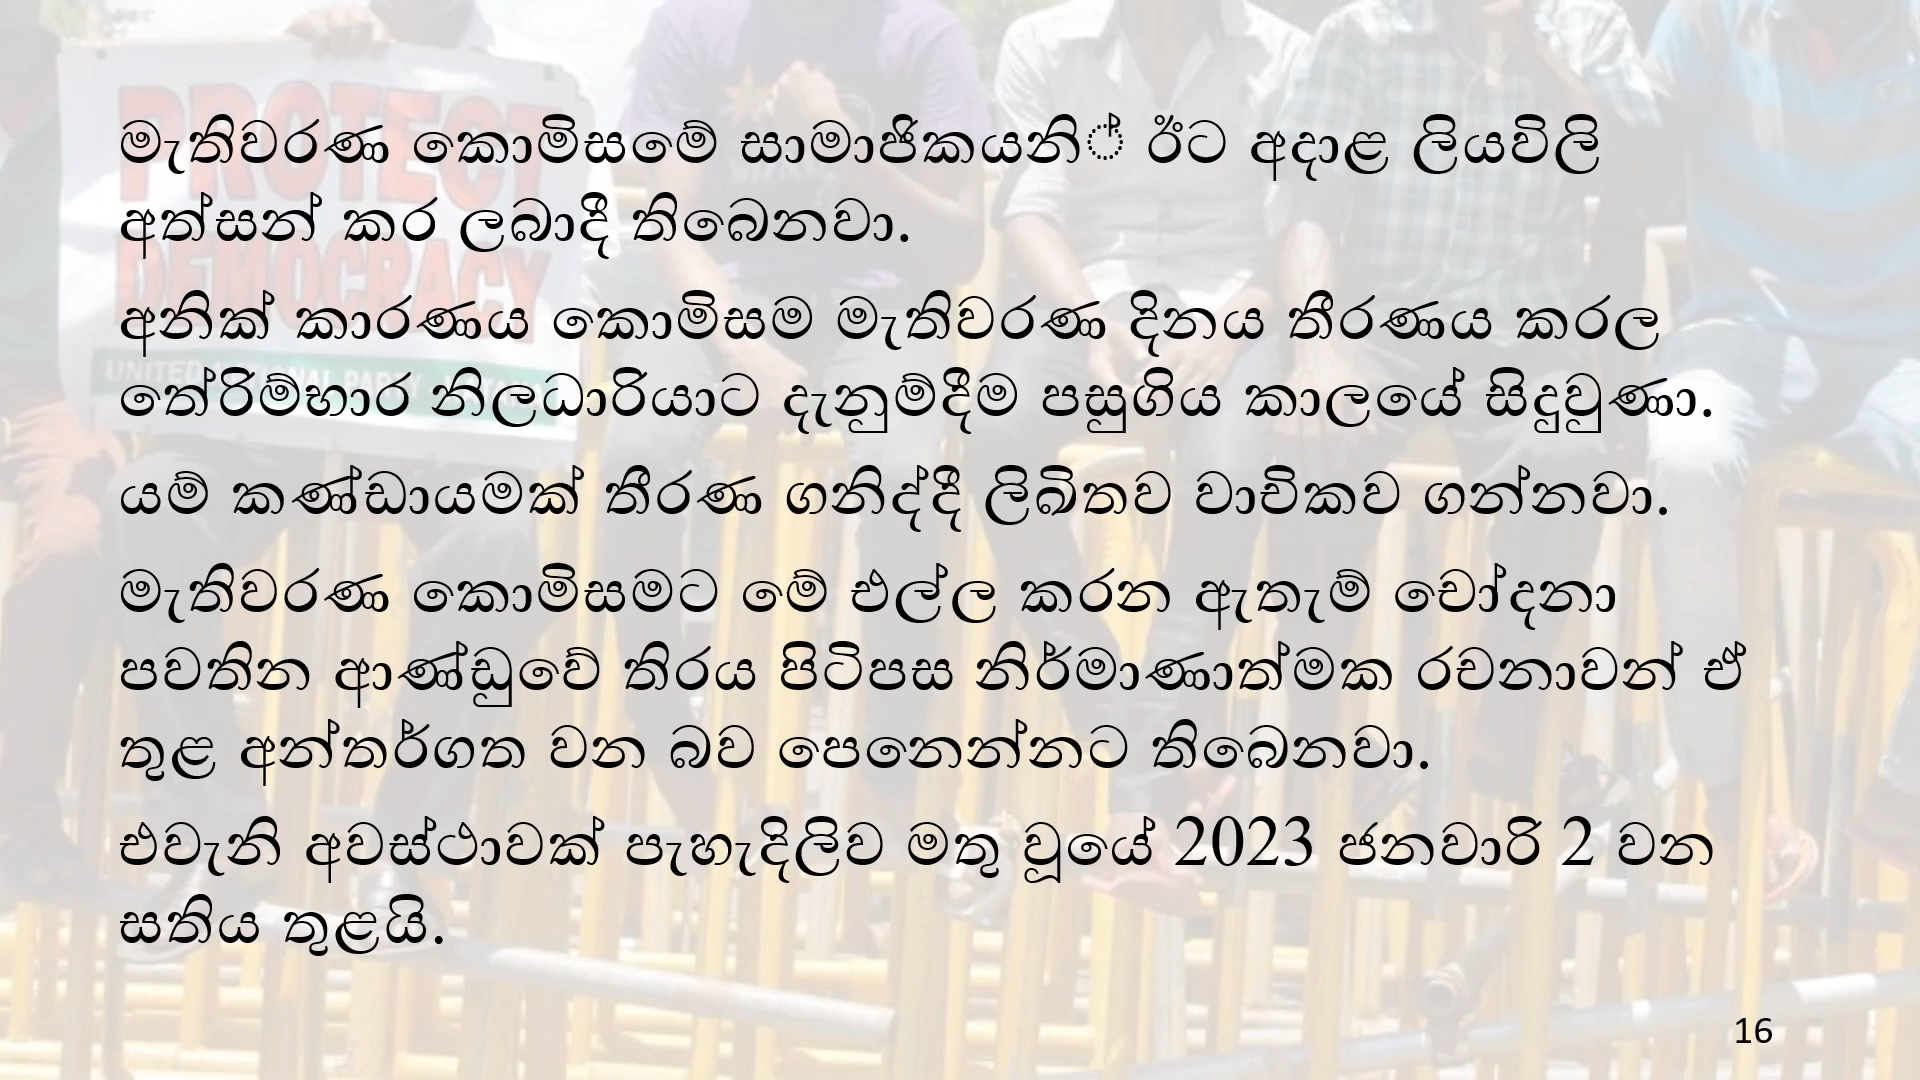 මැතිවරණ කොමිසමේ සාමාජිකයනි් ඊට අදාළ ලියවිලි
අත්සන් කර ලබාදී තිබෙනවා.
අනික් කාරණය කොමිසම මැතිවරණ දිනය තීරණය කරල
තේරිම්භාර නිලධාරියාට දැනුම්දීම පසුගිය කාලයේ සිදුවුණා.
යම් කණ්ඩායමක් තීරණ ගනිද්දී ලිඛිතව වාචිකව ගන්නවා.
මැතිවරණ කොමිසමට මේ එල්ල කරන ඇතැම් චෝදනා
පවතින ආණ්ඩුවේ තිරය පිටිපස නිර්මාණාත්මක රචනාවන් ඒ
තුළ අන්තර්ගත වන බව පෙනෙන්නට තිබෙනවා.
එවැනි අවස්ථාවක් පැහැදිලිව මතු වූයේ 2023 ජනවාරි 2 වන
සතිය තුළයි.
16
PROTECT
DEMOCRACY